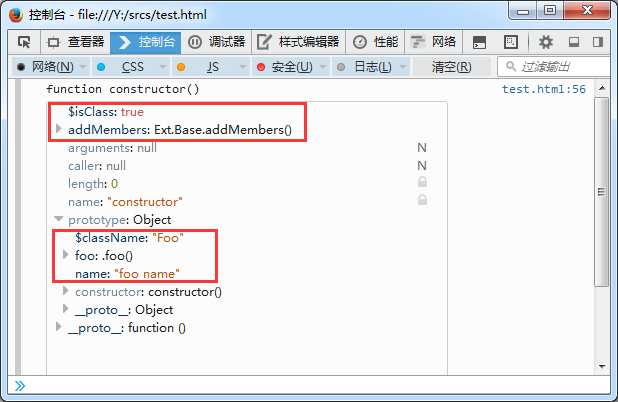 控制台 - file:///Y:/srcs/test.html
查看器 控制台 调试器 样式编辑器 性能 网络
网络(N) CSS JS 安全(U) 日志(L) 清空(R) 过滤输出
function constructor() test.html:56
$isClass: true
addMembers: Ext.Base.addMembers()
arguments: null N
caller: null N
length: 0
name: "constructor"
prototype: Object
$className: "Foo"
foo: .foo()
name: "foo name"
constructor: constructor()
__proto__: Object
__proto__: function ()